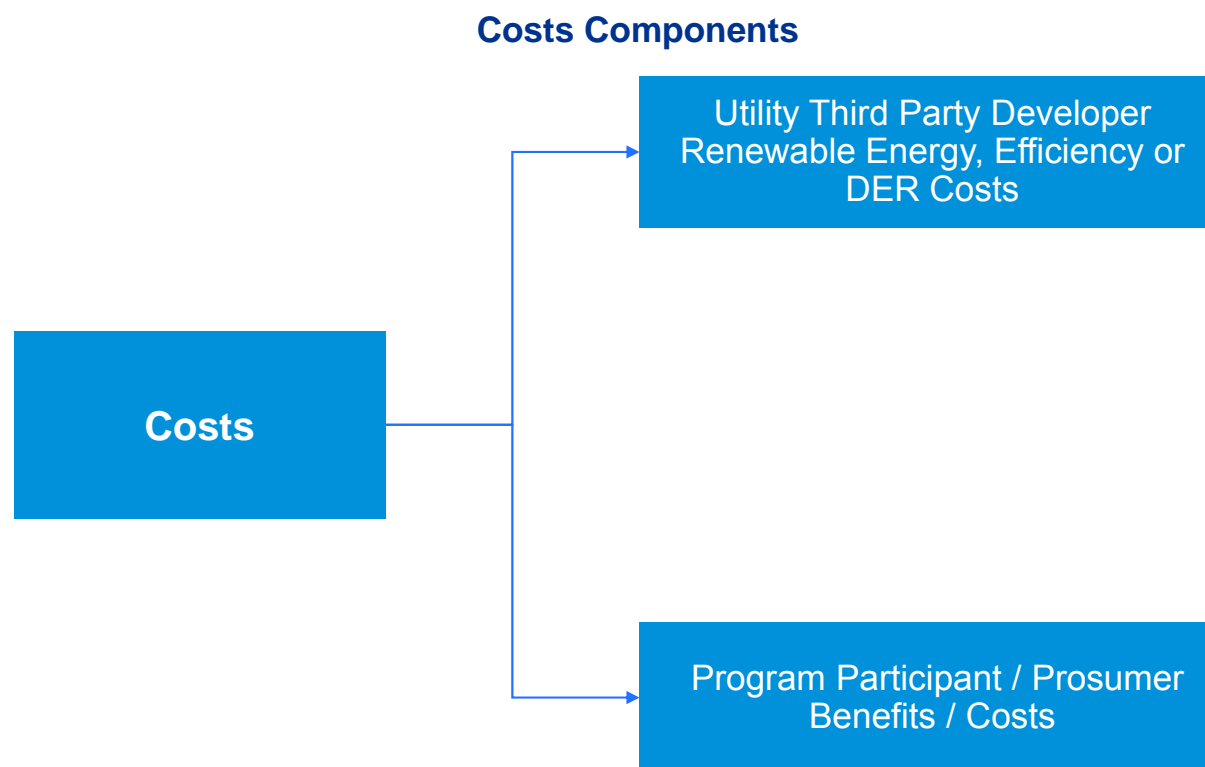 Costs Components
Utility Third Party Developer
Renewable Energy, Efficiency or
DER Costs
Costs
Program Participant / Prosumer
Benefits / Costs